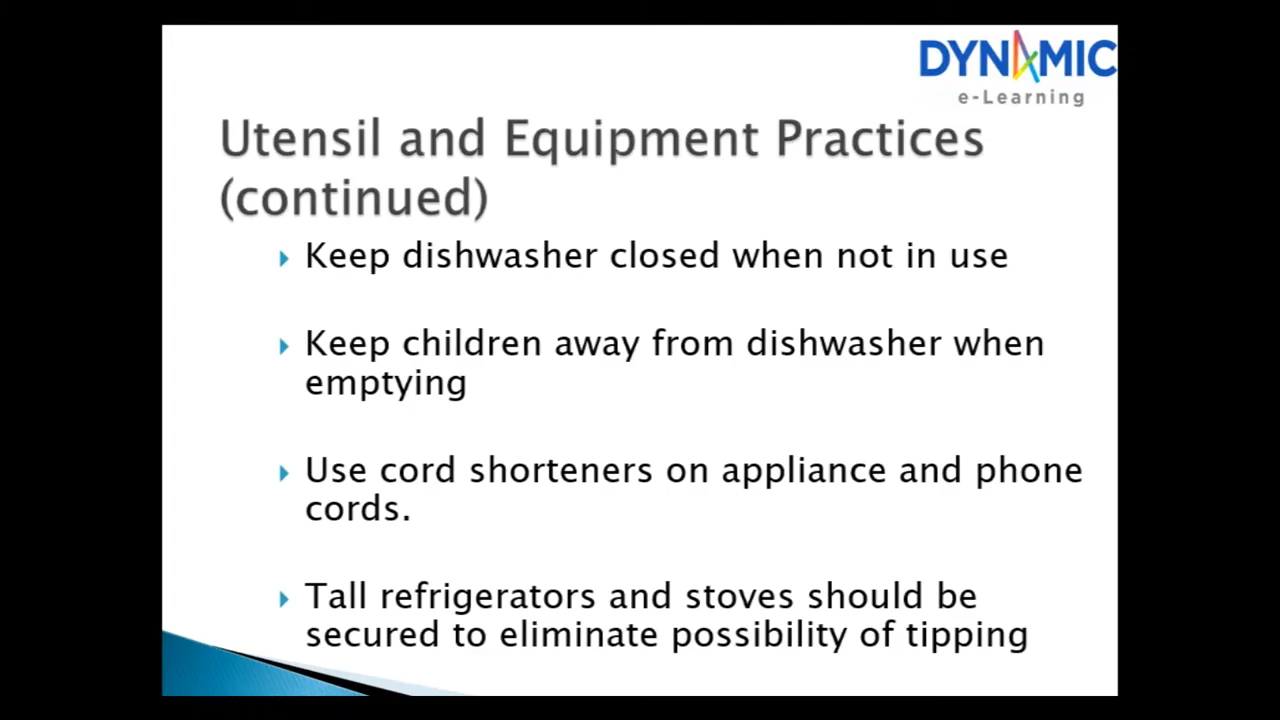 DYNAMIC
e-Learning
Utensil and Equipment Practices
(continued)
Keep dishwasher closed when not in use
Keep children away from dishwasher when
emptying
Use cord shorteners on appliance and phone
cords.
Tall refrigerators and stoves should be
secured to eliminate possibility of tipping